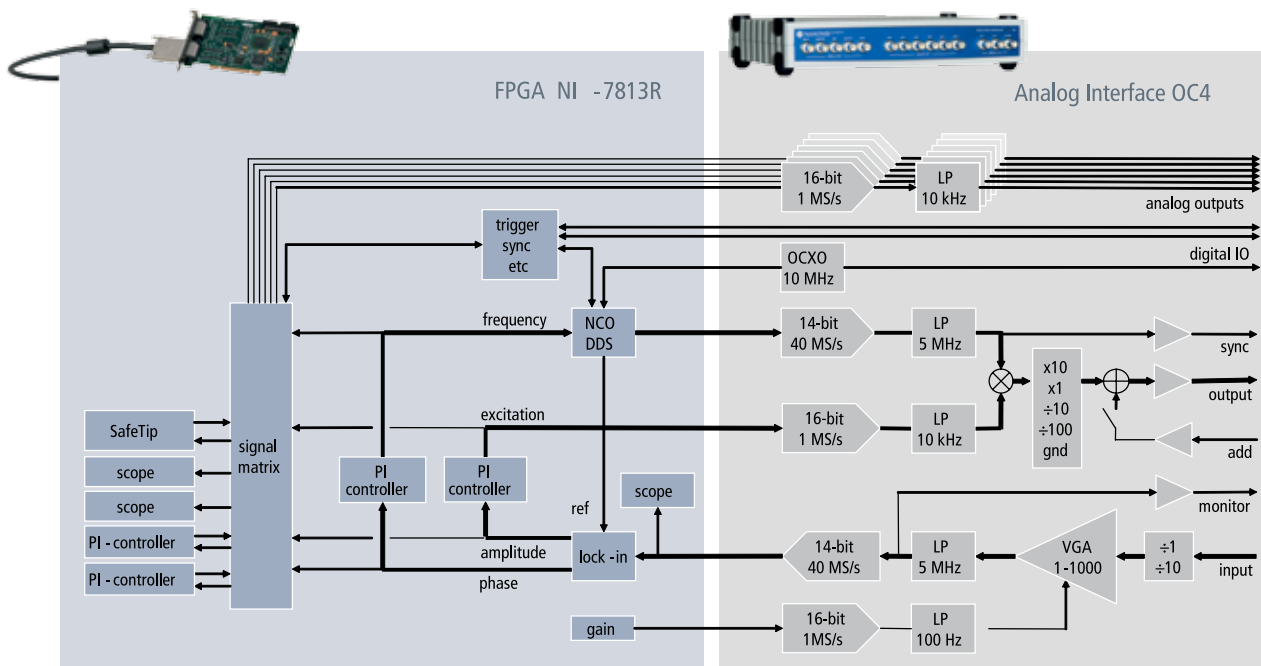 FPGA NI -7813R
Analog Interface OC4
16-bit
1 MS/s
LP
10 kHz
analog outputs
trigger
sync
etc
digital IO
OCXO
10 MHz
frequency
NCO
DDS
14-bit
40 MS/s
LP
5 MHz
sync
x10
x1
÷10
÷100
gnd
output
excitation
16-bit
1 MS/s
LP
10 kHz
add
SafeTip
signal
matrix
scope
scope
PI - controller
PI - controller
PI
controller
PI
controller
scope
ref
monitor
amplitude
phase
lock -in
14-bit
40 MS/s
LP
5 MHz
VGA
1-1000
÷1
÷10
input
gain
16-bit
1MS/s
LP
100 Hz